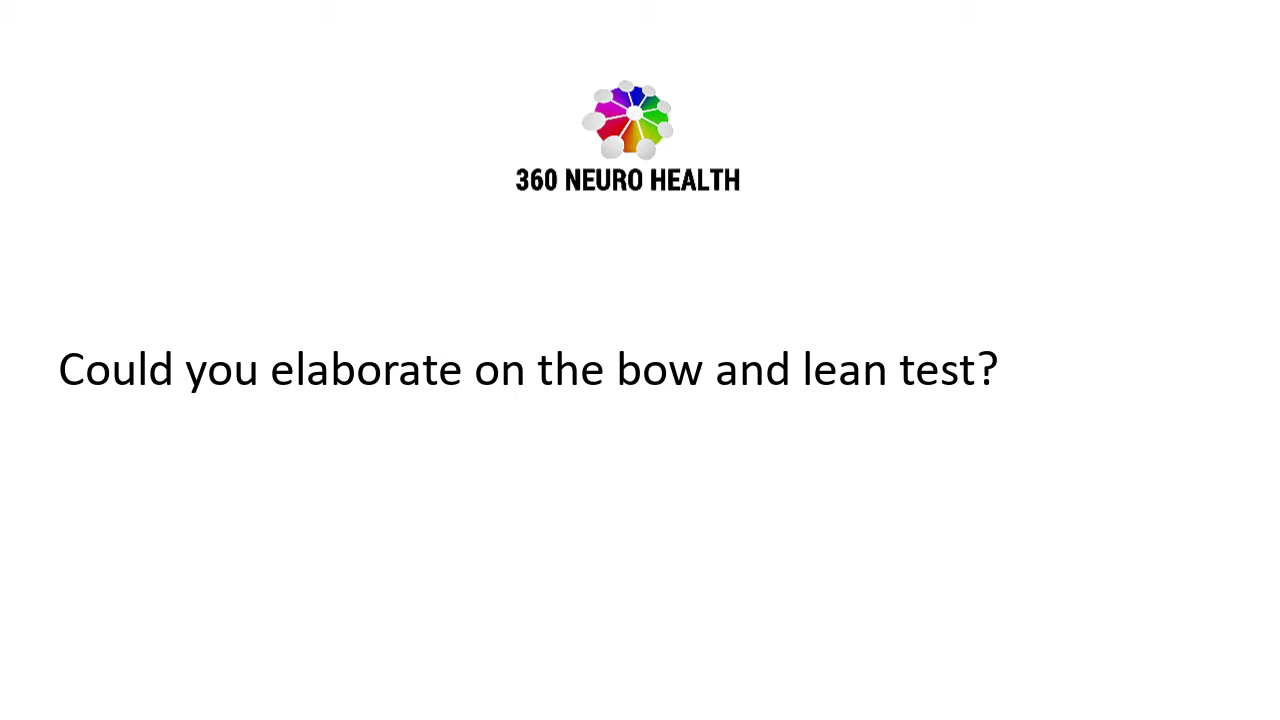 360 NEURO HEALTH
Could you elaborate on the bow and lean test?